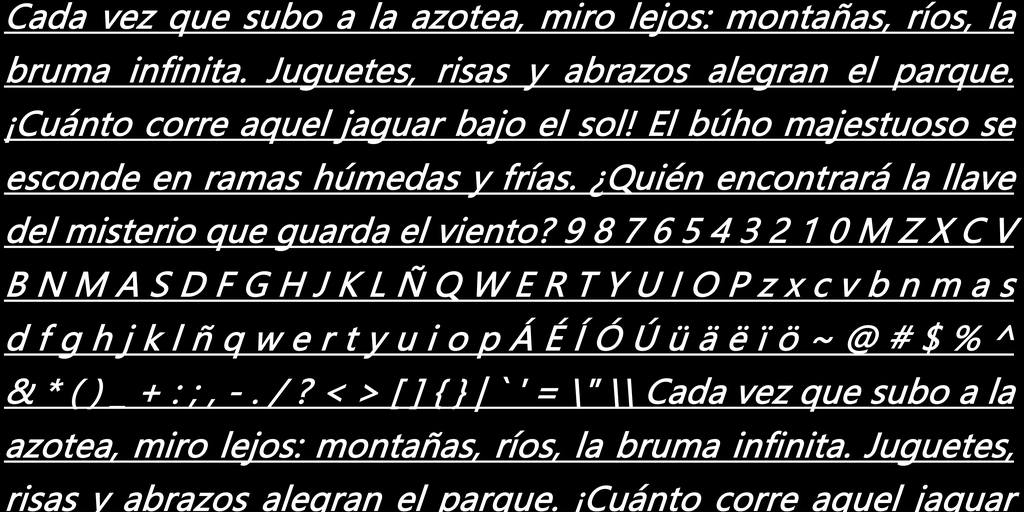 Cada vez que subo a la azotea, miro lejos: montañas, ríos, la
bruma infinita. Juguetes, risas y abrazos alegran el parque.
¡Cuánto corre aquel jaguar bajo el sol! El búho majestuoso se
esconde en ramas húmedas y frías. ¿Quién encontrará la llave
del misterio que guarda el viento? 9 8 7 6 5 4 3 2 1 0 M Z X C V
B N M A S D F G H J K L Ñ Q W E R T Y U I O P z x c v b n m a s
d f g h j k l ñ q w e r t y u i o p Á É Í Ó Ú ü ä ë ï ö ~ @ # $ % ^
& * ( ) _ + : ; , - . / ? < > [ ] { } | ` ' = \" \\ Cada vez que subo a la
azotea, miro lejos: montañas, ríos, la bruma infinita. Juguetes,
risas y abrazos alegran el parque. ¡Cuánto corre aquel jaguar